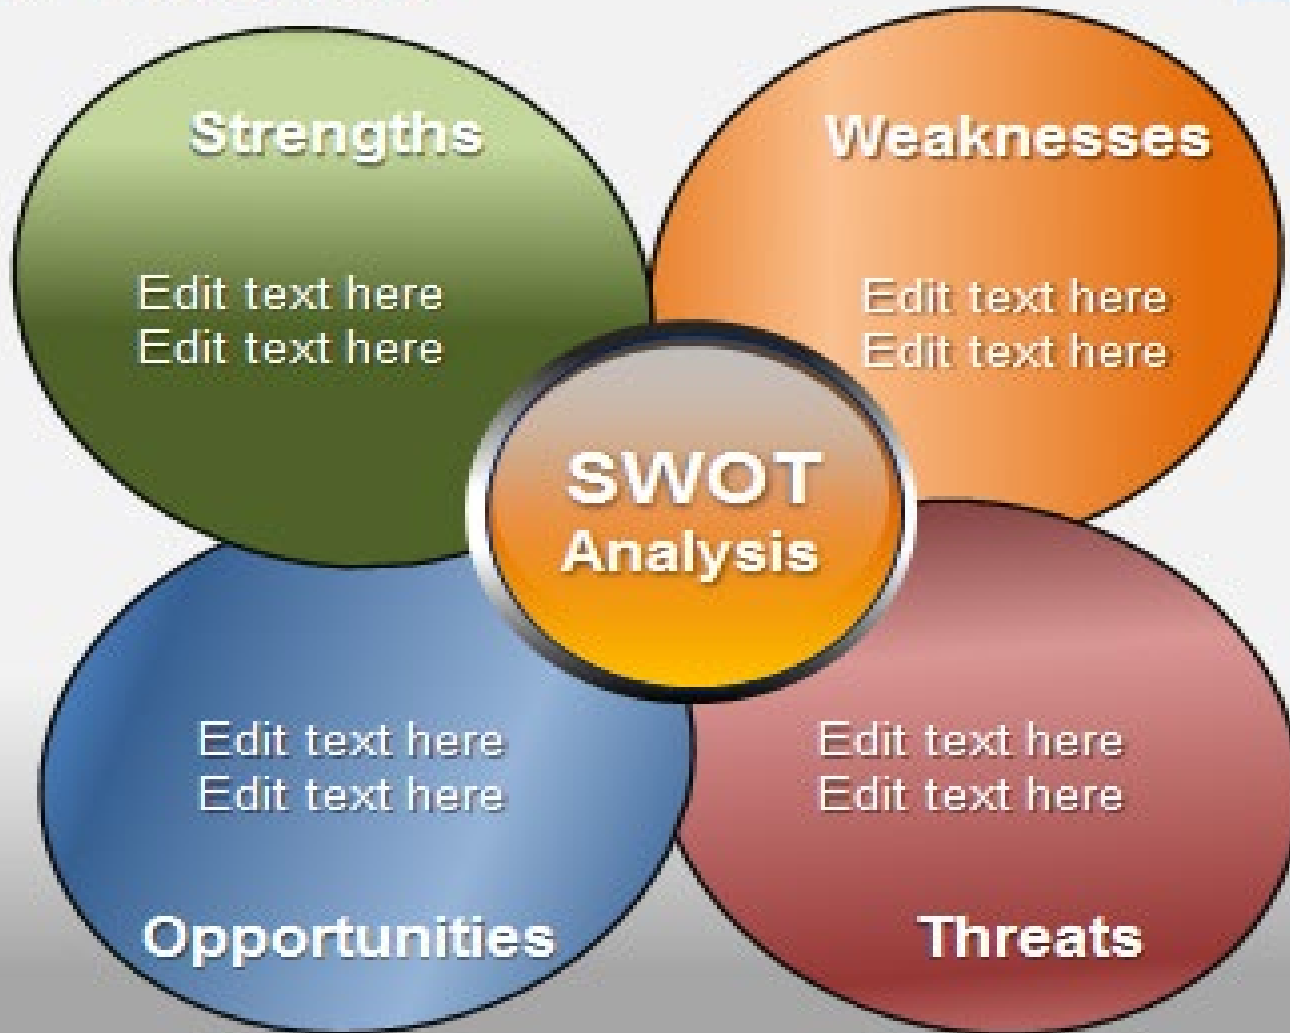 Strengths
Edit text here
Edit text here
Weaknesses
Edit text here
Edit text here
SWOT
Analysis
Edit text here
Edit text here
Opportunities
Edit text here
Edit text here
Threats